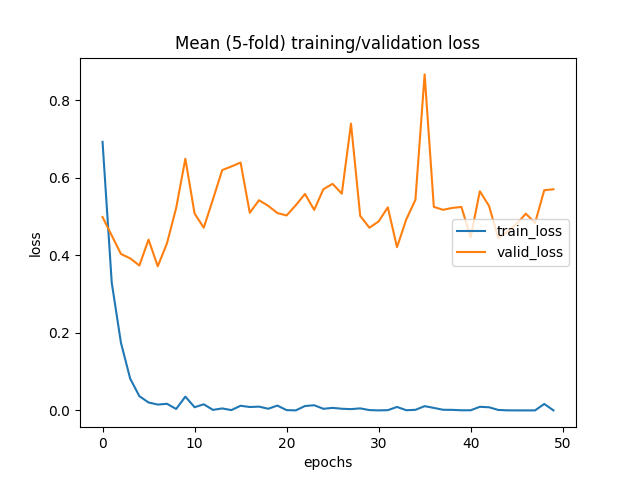 Mean (5-fold) training/validation loss
loss
0.8
0.6
0.4
0.2
0.0
train_loss
valid_loss
0 10 20 30 40 50
epochs